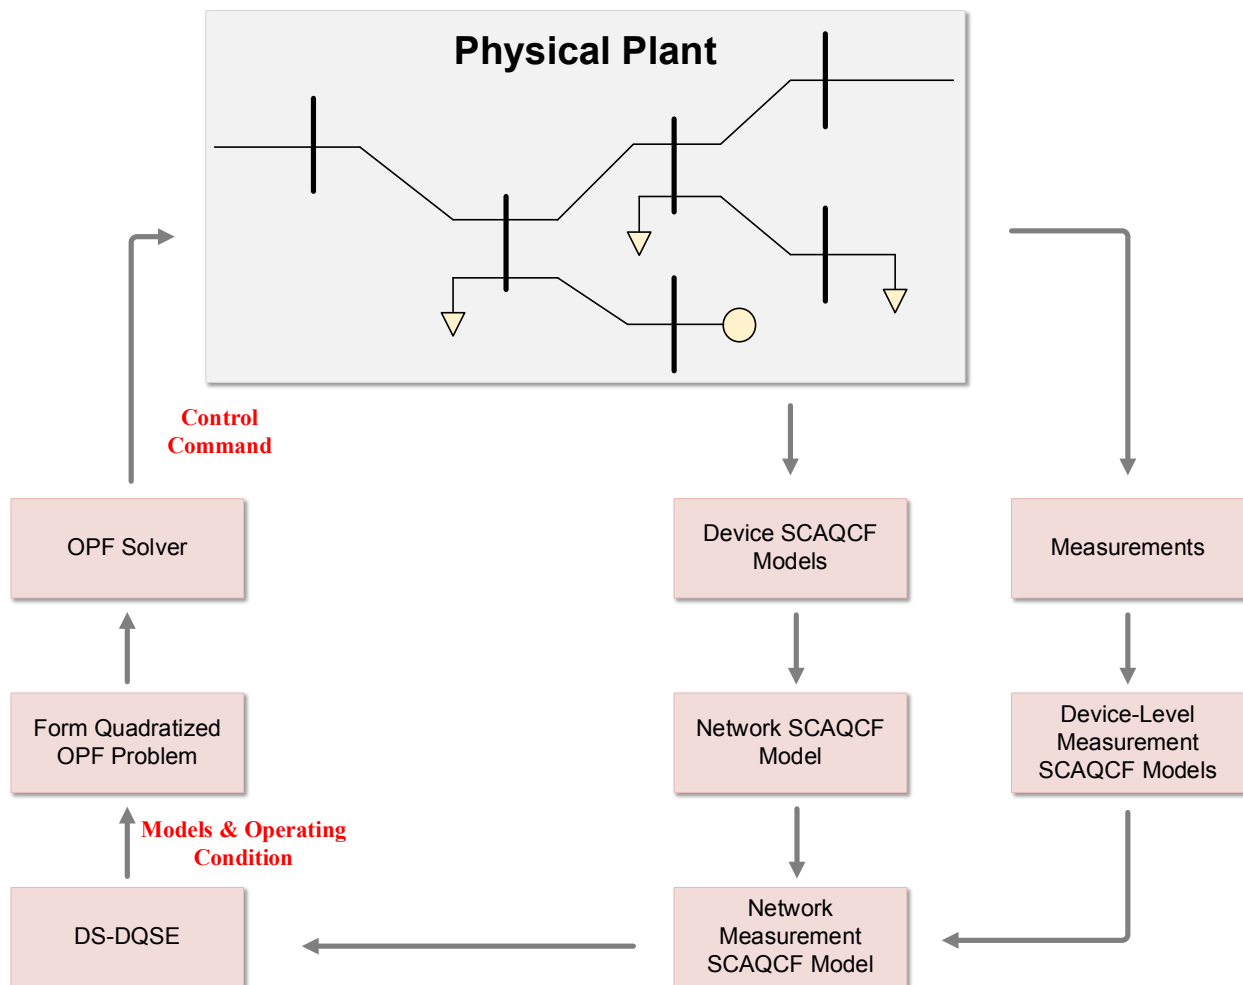 Physical Plant
Control
Command
OPF Solver
Device SCAQCF
Models
Measurements
Form Quadratized
OPF Problem
Network SCAQCF
Model
Device-Level
Measurement
SCAQCF Models
Models & Operating
Condition
DS-DQSE
Network
Measurement
SCAQCF Model